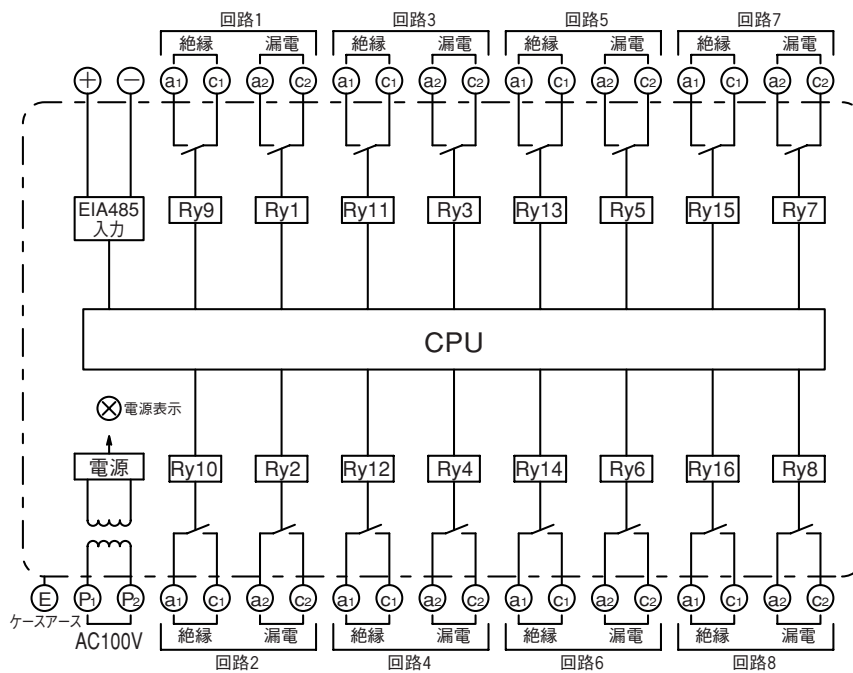 回路1 回路3 回路5 回路7
絶縁 漏電 絶縁 漏電 絶縁 漏電 絶縁 漏電
+ − a1 c1 a2 c2 a1 c1 a2 c2 a1 c1 a2 c2 a1 c1 a2 c2
EIA485
入力
Ry9 Ry1 Ry11 Ry3 Ry13 Ry5 Ry15 Ry7
CPU
電源表示
電源
Ry10 Ry2 Ry12 Ry4 Ry14 Ry6 Ry16 Ry8
E P1 P2 a1 c1 a2 c2 a1 c1 a2 c2 a1 c1 a2 c2 a1 c1 a2 c2
ケースアース
AC100V
絶縁 漏電 絶縁 漏電 絶縁 漏電 絶縁 漏電
回路2 回路4 回路6 回路8